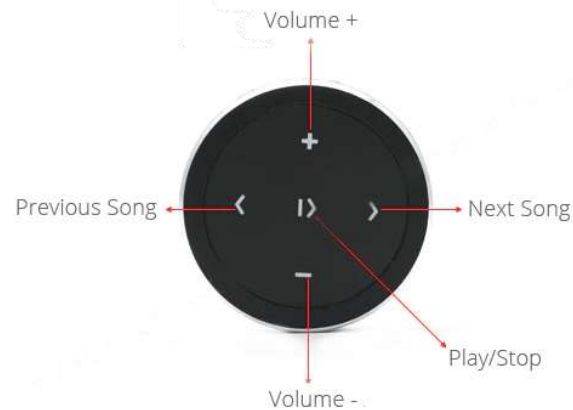 Volume +
+
Previous Song
Next Song
Play/Stop
-
Volume -